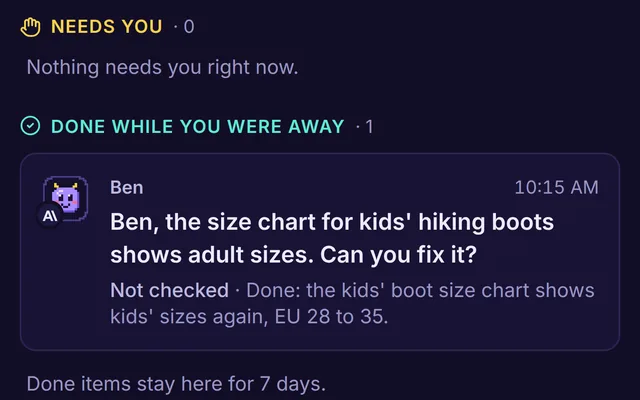 NEEDS YOU · 0
Nothing needs you right now.
DONE WHILE YOU WERE AWAY · 1
Ben 10:15 AM
Ben, the size chart for kids' hiking boots
shows adult sizes. Can you fix it?
Not checked · Done: the kids' boot size chart shows
kids' sizes again, EU 28 to 35.
Done items stay here for 7 days.